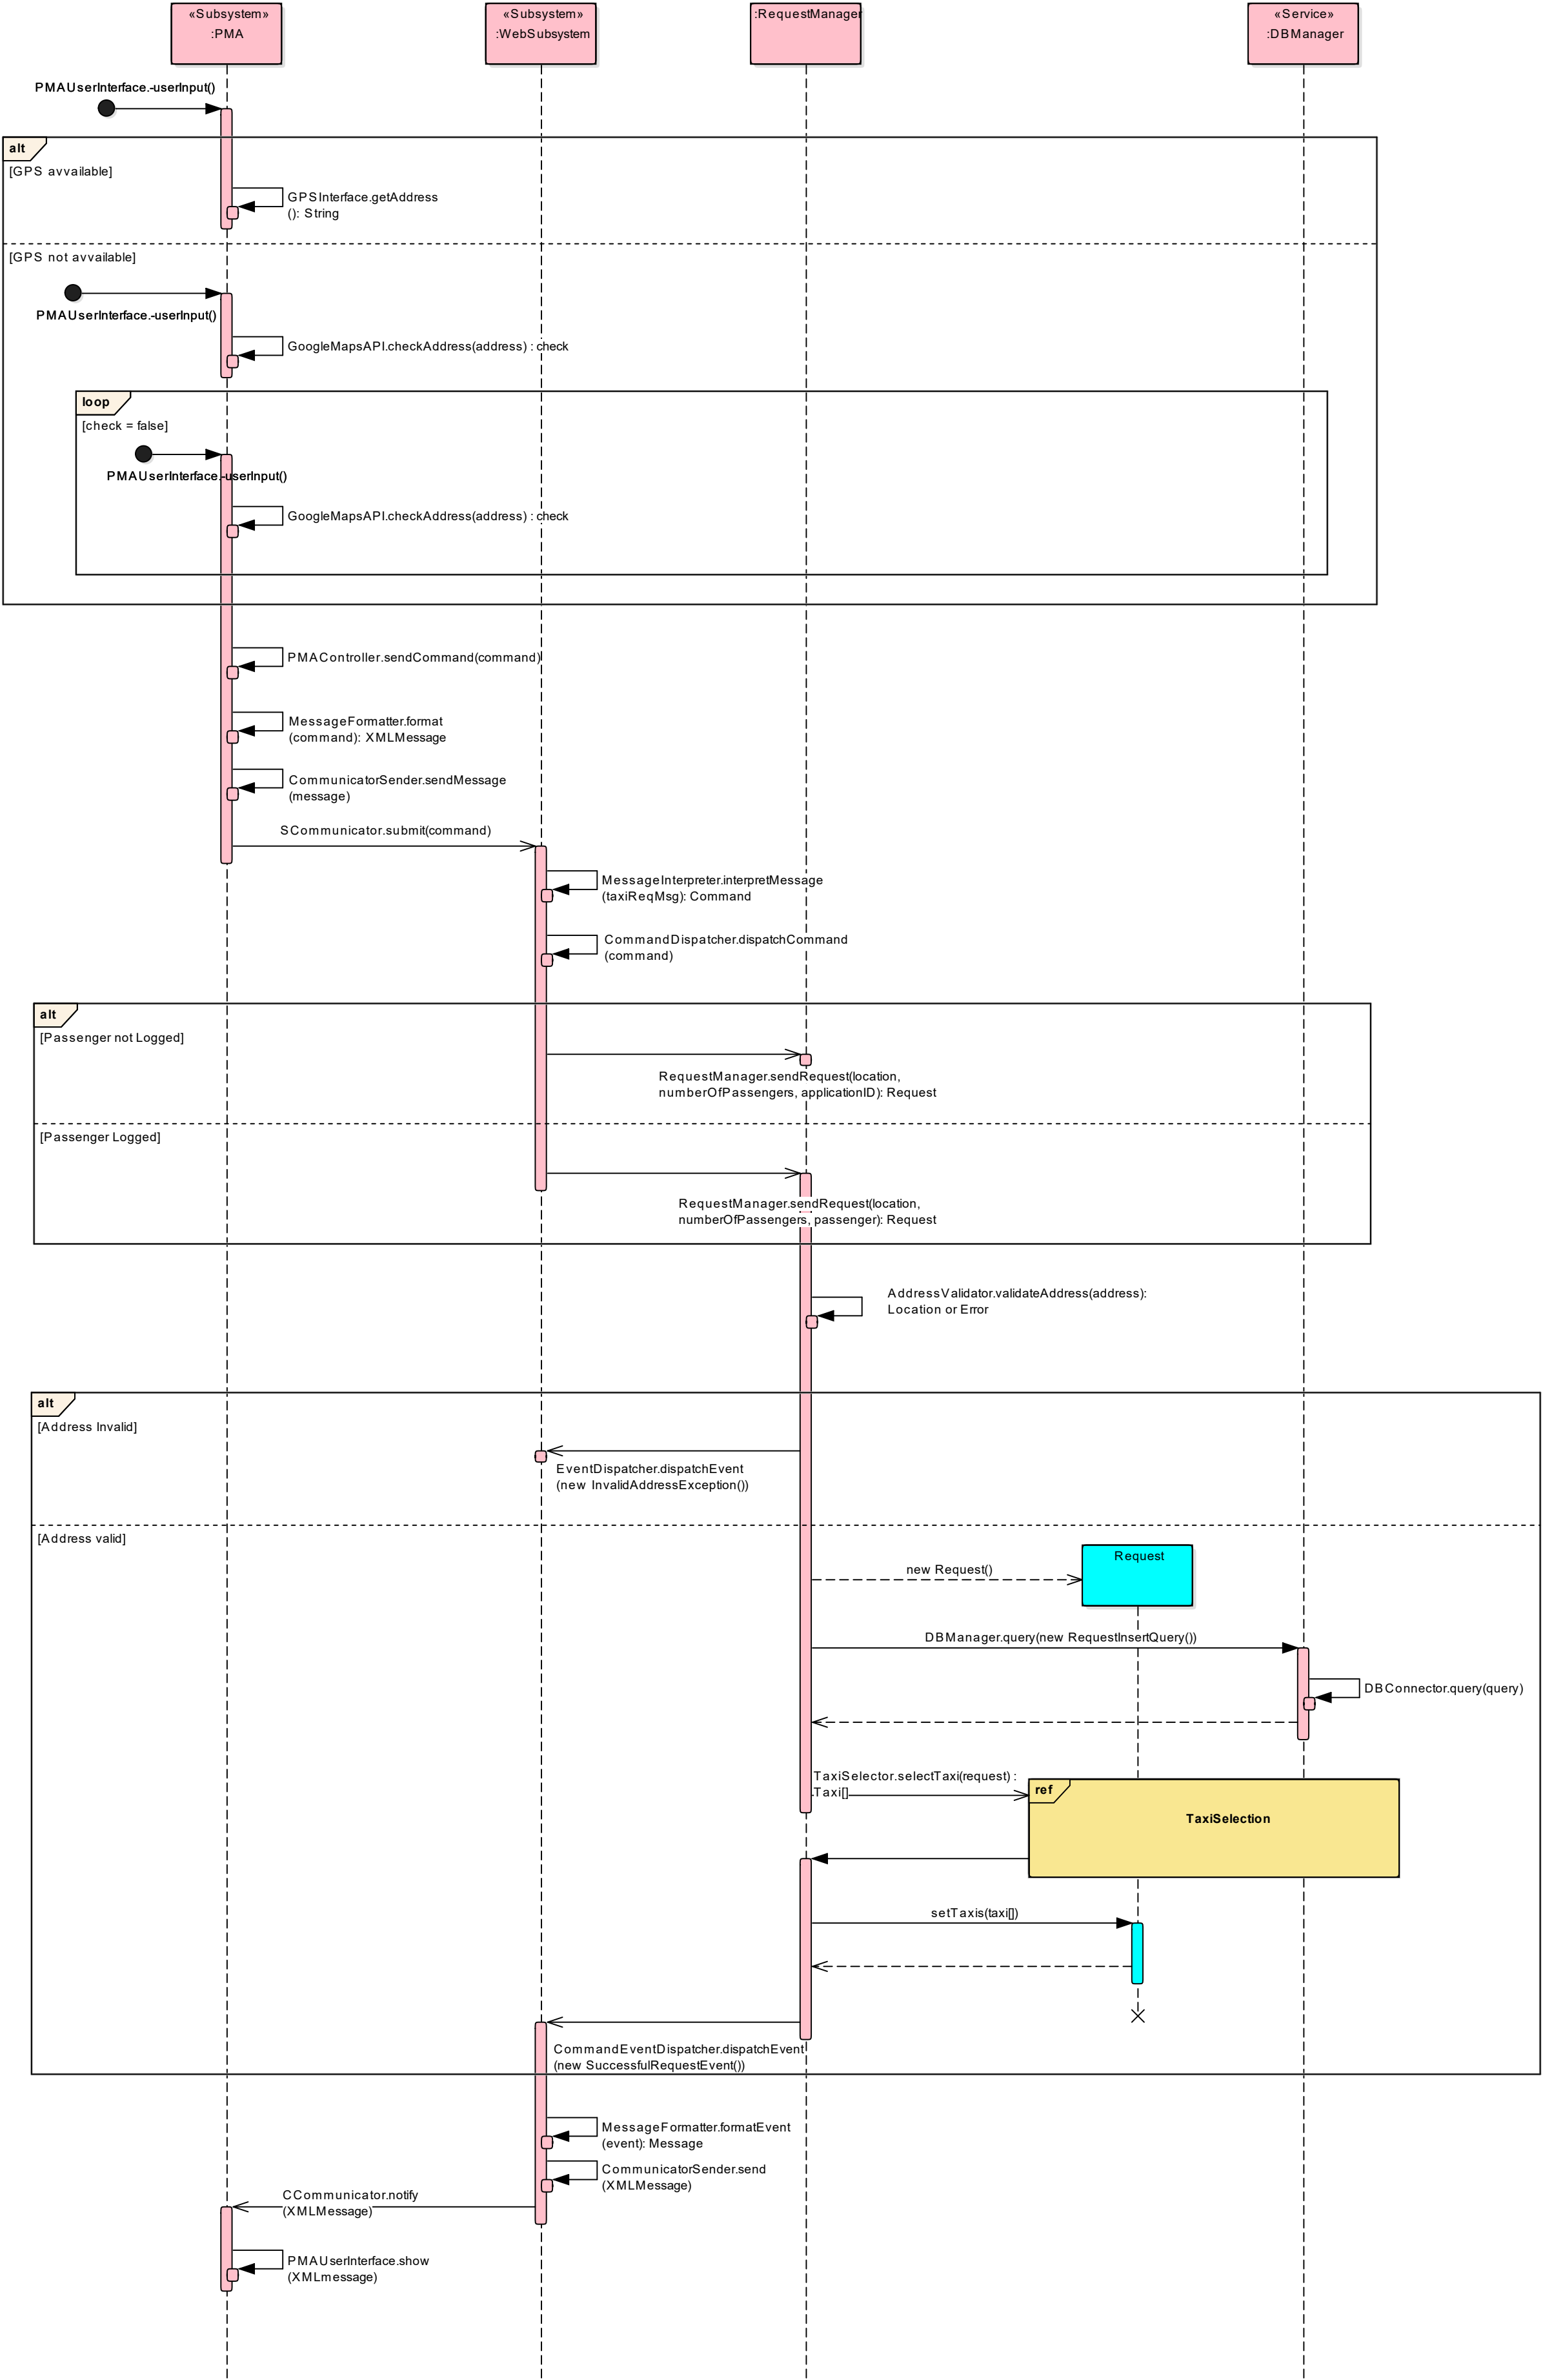 «Subsystem»
:PMA
«Subsystem»
:WebSubsystem
:RequestManager
«Service»
:DBManager
PMAUserInterface.-userInput()
alt
[GPS avvailable]
GPSInterface.getAddress
(): String
[GPS not avvailable]
PMAUserInterface.-userInput()
GoogleMapsAPI.checkAddress(address) : check
loop
[check = false]
PMAUserInterface.-userInput()
GoogleMapsAPI.checkAddress(address) : check
PMAController.sendCommand(command)
MessageFormatter.format
(command): XMLMessage
CommunicatorSender.sendMessage
(message)
SCommunicator.submit(command)
MessageInterpreter.interpretMessage
(taxiReqMsg): Command
CommandDispatcher.dispatchCommand
(command)
alt
[Passenger not Logged]
RequestManager.sendRequest(location,
numberOfPassengers, applicationID): Request
[Passenger Logged]
RequestManager.sendRequest(location,
numberOfPassengers, passenger): Request
AddressValidator.validateAddress(address):
Location or Error
alt
[Address Invalid]
EventDispatcher.dispatchEvent
(new InvalidAddressException())
[Address valid]
Request
new Request()
DBManager.query(new RequestInsertQuery())
DBConnector.query(query)
TaxiSelector.selectTaxi(request) :
Taxi[]
ref
TaxiSelection
setTaxis(taxi[])
CommandEventDispatcher.dispatchEvent
(new SuccessfulRequestEvent())
MessageFormatter.formatEvent
(event): Message
CommunicatorSender.send
(XMLMessage)
CCommunicator.notify
(XMLMessage)
PMAUserInterface.show
(XMLmessage)